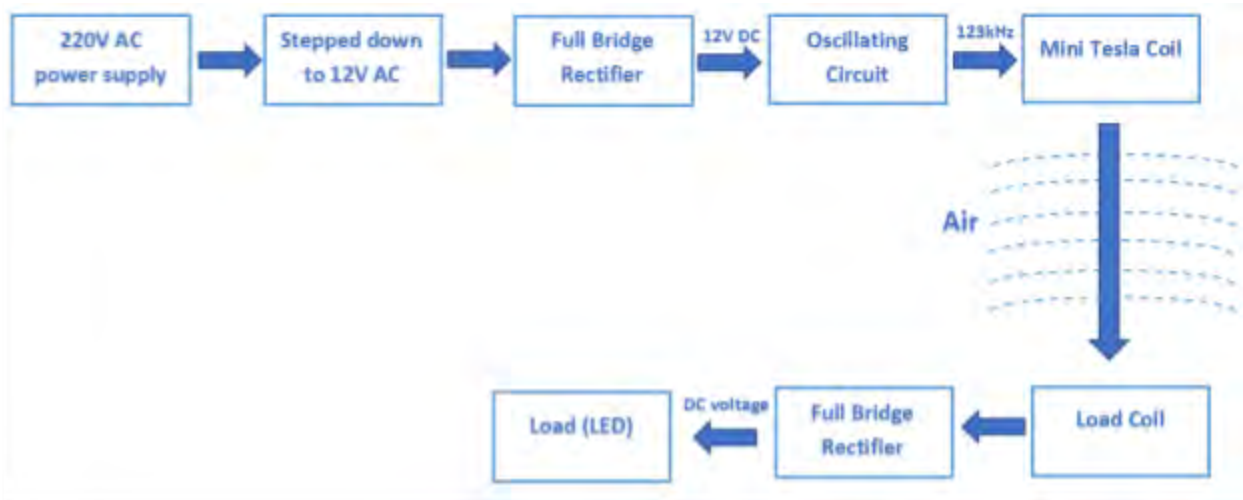 220V AC
power supply
Stepped down
to 12V AC
Full Bridge
Rectifier
12V DC
Oscillating
Circuit
123kHz
Mini Tesla Coil
Air
Load Coil
Full Bridge
Rectifier
DC voltage
Load (LED)